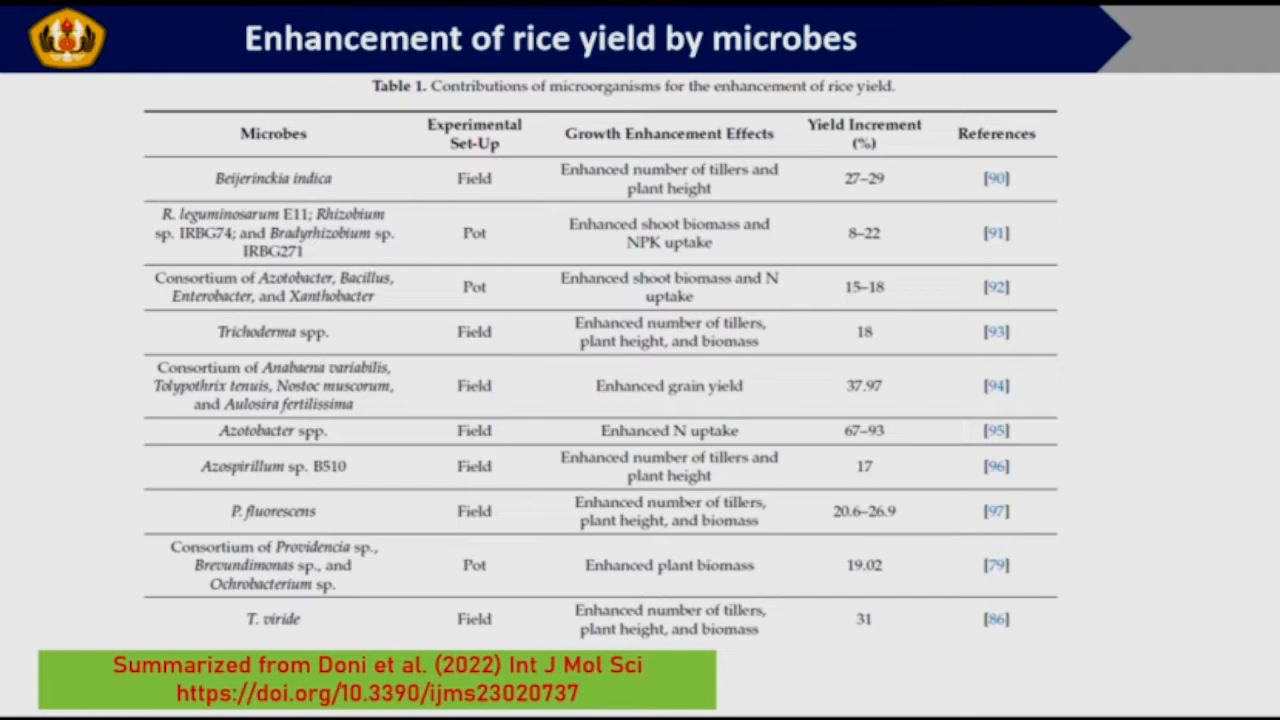 Enhancement of rice yield by microbes
Table 1. Contributions of microorganisms for the enhancement of rice yield.
Microbes
Experimental
Set-Up
Growth Enhancement Effects
Yield Increment
(%)
References
Beijerinckia indica
Field
Enhanced number of tillers and
plant height
27–29
[90]
R. leguminosarum E11; Rhizobium
sp. IRBG74; and Bradyrhizobium sp.
IRBG271
Pot
Enhanced shoot biomass and
NPK uptake
8–22
[91]
Consortium of Azotobacter, Bacillus,
Enterobacter, and Xanthobacter
Pot
Enhanced shoot biomass and N
uptake
15–18
[92]
Trichoderma spp.
Field
Enhanced number of tillers,
plant height, and biomass
18
[93]
Consortium of Anabaena variabilis,
Tolypothrix tenuis, Nostoc muscorum,
and Aulosira fertilissima
Field
Enhanced grain yield
37.97
[94]
Azotobacter spp.
Field
Enhanced N uptake
67–93
[95]
Azospirillum sp. B510
Field
Enhanced number of tillers and
plant height
17
[96]
P. fluorescens
Field
Enhanced number of tillers,
plant height, and biomass
20.6–26.9
[97]
Consortium of Providencia sp.,
Brevundimonas sp., and
Ochrobacterium sp.
Pot
Enhanced plant biomass
19.02
[79]
T. viride
Field
Enhanced number of tillers,
plant height, and biomass
31
[86]
Summarized from Doni et al. (2022) Int J Mol Sci
https://doi.org/10.3390/ijms23020737